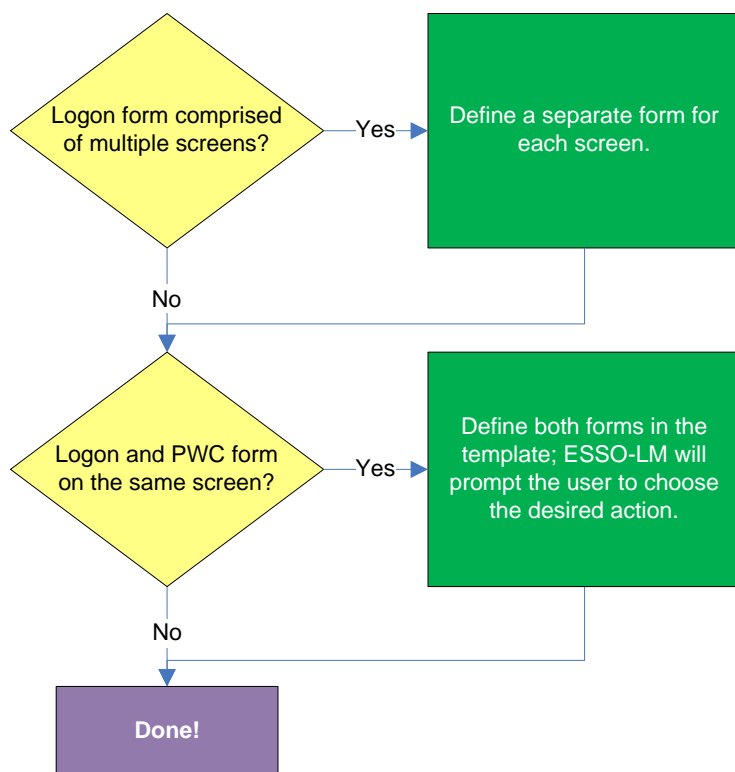 Logon form comprised
of multiple screens?
Yes
Define a separate form for
each screen.
No
Logon and PWC form
on the same screen?
Yes
Define both forms in the
template; ESSO-LM will
prompt the user to choose
the desired action.
No
Done!